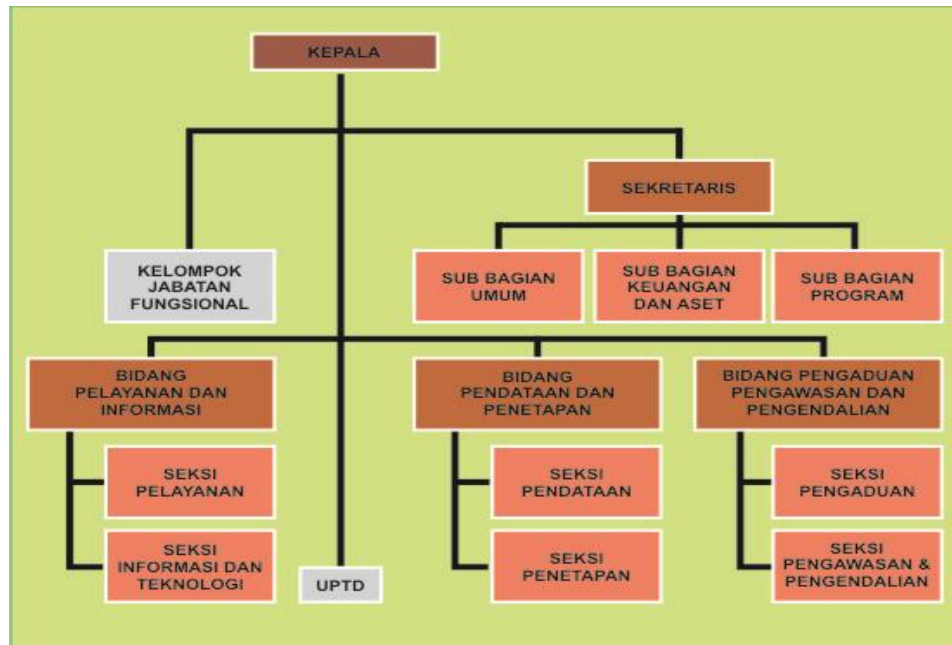 KEPALA
SEKRETARIS
KELOMPOK
JABATAN
FUNGSIONAL
SUB BAGIAN
UMUM
SUB BAGIAN
KEUANGAN
DAN ASET
SUB BAGIAN
PROGRAM
BIDANG
PELAYANAN DAN
INFORMASI
BIDANG
PENDATAAN DAN
PENETAPAN
BIDANG PENGADUAN
PENGAWASAN DAN
PENGENDALIAN
SEKSI
PELAYANAN
SEKSI
PENDATAAN
SEKSI
PENGADUAN
SEKSI
INFORMASI DAN
TEKNOLOGI
UPTD
SEKSI
PENETAPAN
SEKSI
PENGAWASAN &
PENGENDALIAN